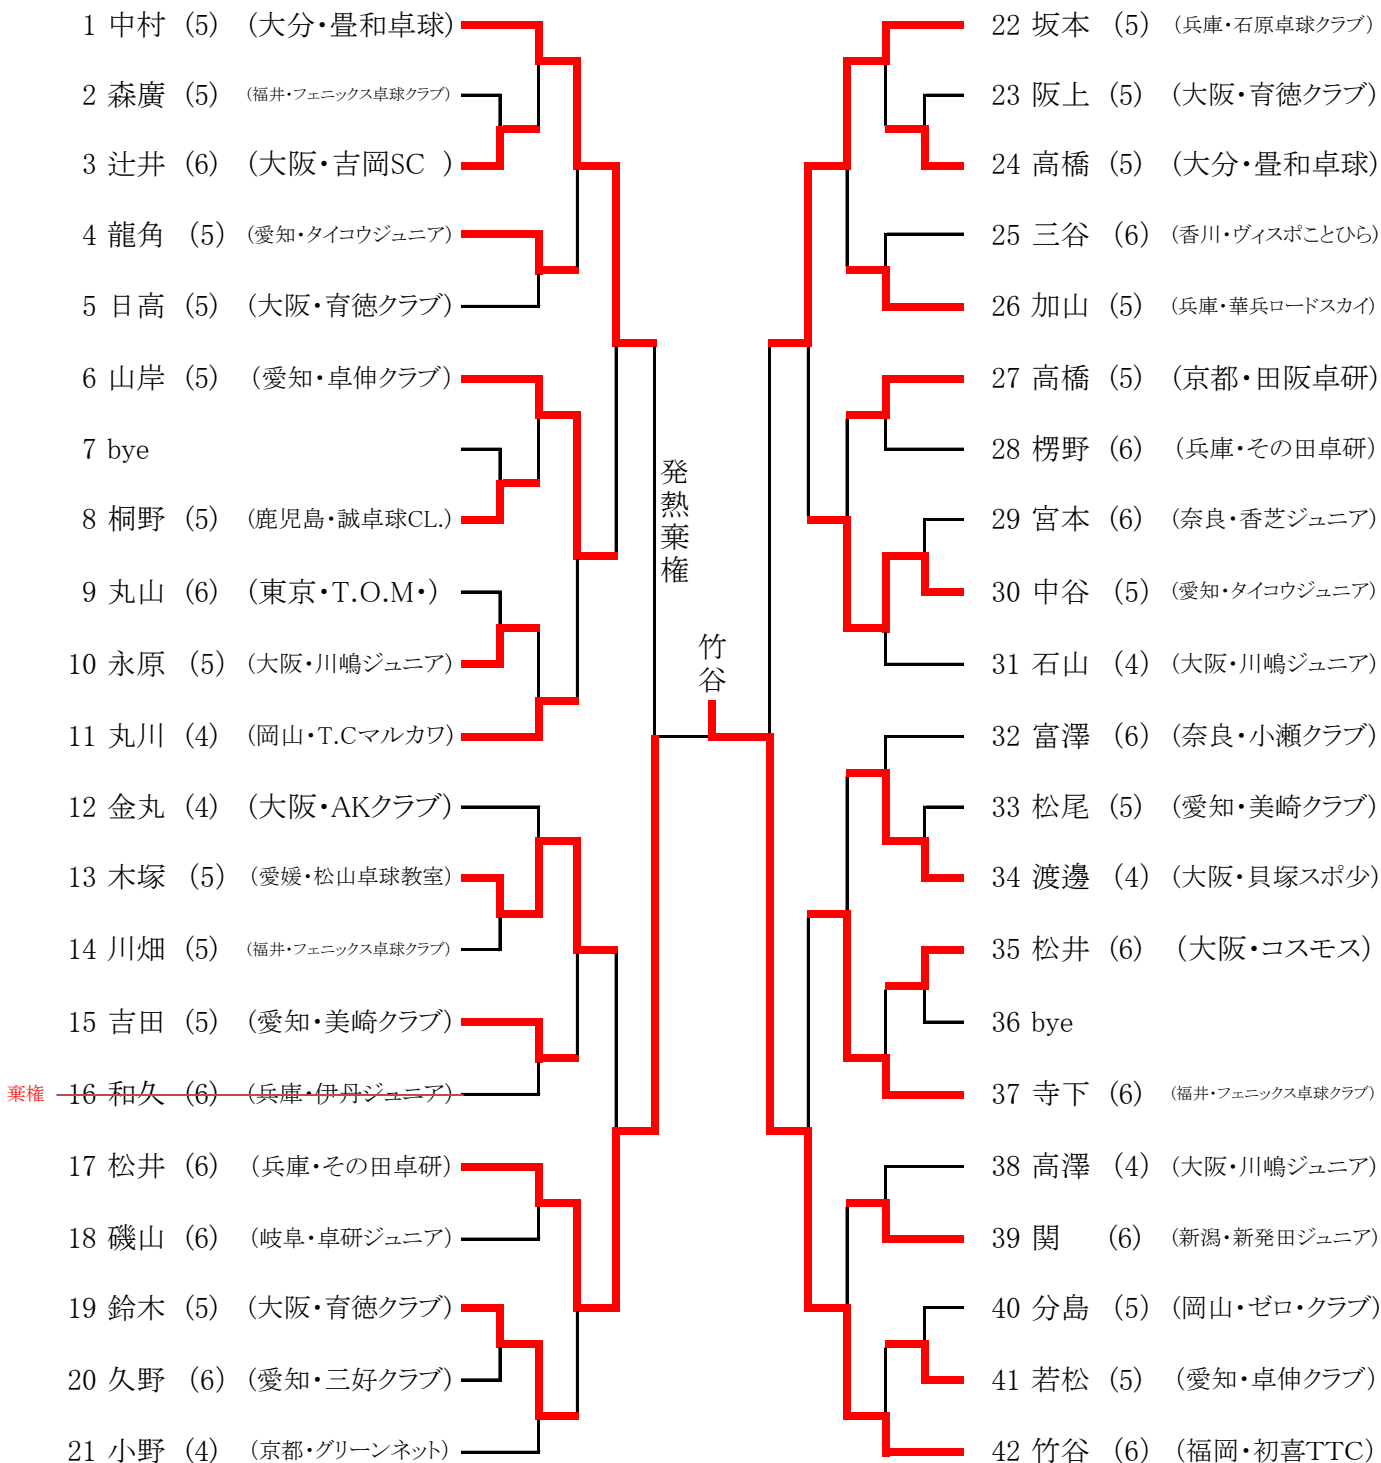 1 中村 (5) (大分・畳和卓球)
2 森廣 (5) (福井・フェニックス卓球クラブ)
3 辻井 (6) (大阪・吉岡SC )
4 龍角 (5) (愛知・タイコウジュニア)
5 日高 (5) (大阪・育徳クラブ)
6 山岸 (5) (愛知・卓伸クラブ)
7 bye
8 桐野 (5) (鹿児島・誠卓球CL.)
9 丸山 (6) (東京・T.O.M・)
10 永原 (5) (大阪・川嶋ジュニア)
11 丸川 (4) (岡山・T.Cマルカワ)
12 金丸 (4) (大阪・AKクラブ)
13 木塚 (5) (愛媛・松山卓球教室)
14 川畑 (5) (福井・フェニックス卓球クラブ)
15 吉田 (5) (愛知・美崎クラブ)
棄権 16 和久 (6) (兵庫・伊丹ジュニア)
17 松井 (6) (兵庫・その田卓研)
18 磯山 (6) (岐阜・卓研ジュニア)
19 鈴木 (5) (大阪・育徳クラブ)
20 久野 (6) (愛知・三好クラブ)
21 小野 (4) (京都・グリーンネット)
発熱棄権
竹谷
22 坂本 (5) (兵庫・石原卓球クラブ)
23 阪上 (5) (大阪・育徳クラブ)
24 高橋 (5) (大分・畳和卓球)
25 三谷 (6) (香川・ヴィスポことひら)
26 加山 (5) (兵庫・華兵ロードスカイ)
27 高橋 (5) (京都・田阪卓研)
28 楞野 (6) (兵庫・その田卓研)
29 宮本 (6) (奈良・香芝ジュニア)
30 中谷 (5) (愛知・タイコウジュニア)
31 石山 (4) (大阪・川嶋ジュニア)
32 富澤 (6) (奈良・小瀬クラブ)
33 松尾 (5) (愛知・美崎クラブ)
34 渡邊 (4) (大阪・貝塚スポ少)
35 松井 (6) (大阪・コスモス)
36 bye
37 寺下 (6) (福井・フェニックス卓球クラブ)
38 高澤 (4) (大阪・川嶋ジュニア)
39 関 (6) (新潟・新発田ジュニア)
40 分島 (5) (岡山・ゼロ・クラブ)
41 若松 (5) (愛知・卓伸クラブ)
42 竹谷 (6) (福岡・初喜TTC)